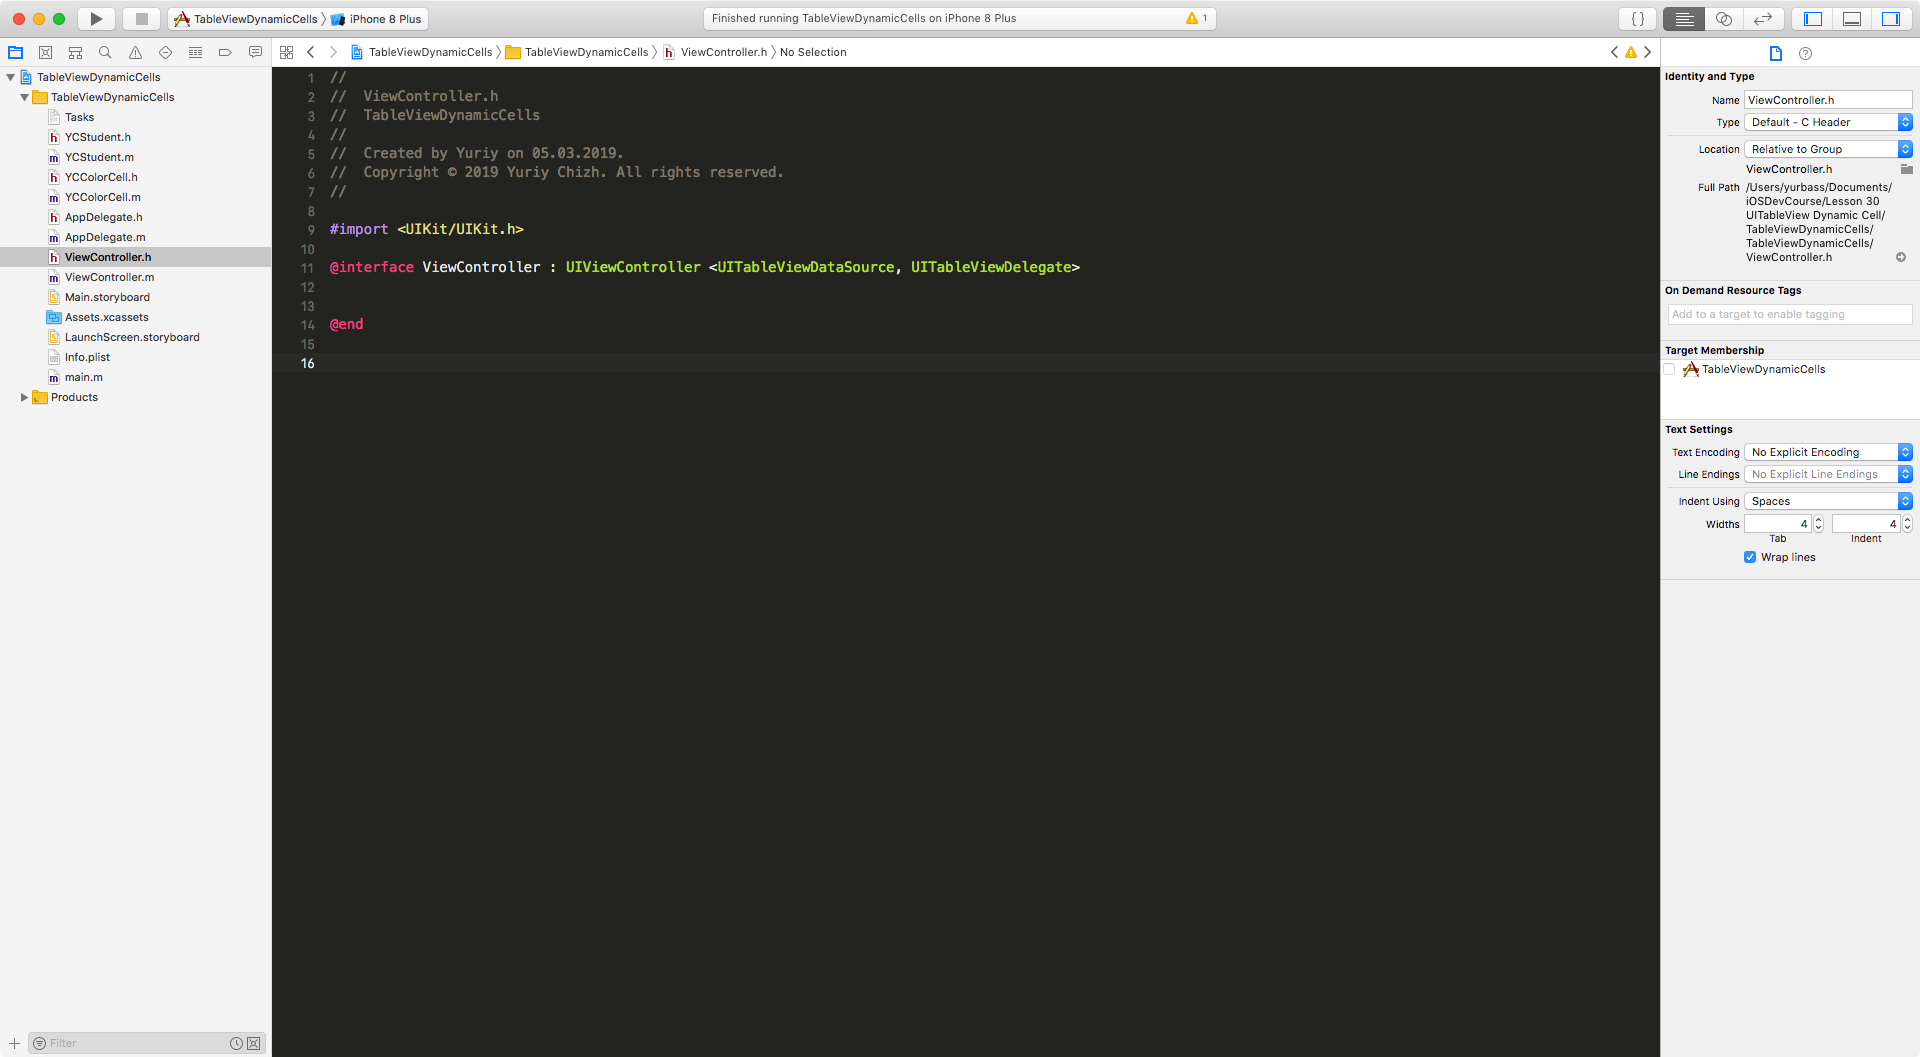 TableViewDynamicCells iPhone 8 Plus
Finished running TableViewDynamicCells on iPhone 8 Plus
1
{}
TableViewDynamicCells TableViewDynamicCells h ViewController.h No Selection
TableViewDynamicCells
TableViewDynamicCells
Tasks
h YCStudent.h
m YCStudent.m
h YCColorCell.h
m YCColorCell.m
h AppDelegate.h
m AppDelegate.m
h ViewController.h
m ViewController.m
Main.storyboard
Assets.xcassets
LaunchScreen.storyboard
Info.plist
m main.m
Products
Filter
1 //
2 //  ViewController.h
3 //  TableViewDynamicCells
4 //
5 //  Created by Yuriy on 05.03.2019.
6 //  Copyright © 2019 Yuriy Chizh. All rights reserved.
7 //
8
9 #import <UIKit/UIKit.h>
10
11 @interface ViewController : UIViewController <UITableViewDataSource, UITableViewDelegate>
12
13
14 @end
15
16
Identity and Type
Name ViewController.h
Type Default - C Header
Location Relative to Group
ViewController.h
Full Path /Users/yurbass/Documents/
iOSDevCourse/Lesson 30
UITableView Dynamic Cell/
TableViewDynamicCells/
TableViewDynamicCells/
ViewController.h
On Demand Resource Tags
Add to a target to enable tagging
Target Membership
TableViewDynamicCells
Text Settings
Text Encoding No Explicit Encoding
Line Endings No Explicit Line Endings
Indent Using Spaces
Widths 4 4
Tab Indent
Wrap lines